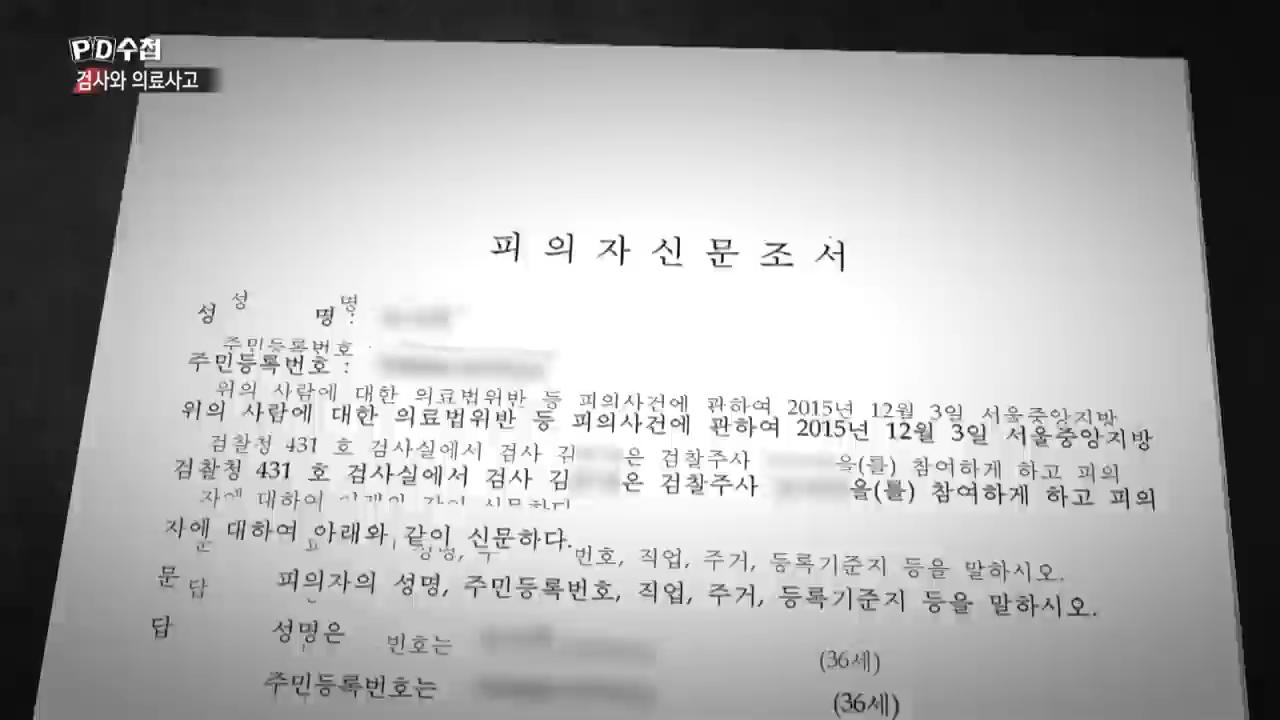 PD수첩
검사와 의료사고
피의자신문조서
성 명 :
주민등록번호 :
위의 사람에 대한 의료법위반 등 피의사건에 관하여 2015년 12월 3일 서울중앙지방
검찰청 431 호 검사실에서 검사 김 은 검찰주사 을(를) 참여하게 하고 피의
자에 대하여 아래와 같이 신문하다.
문 피의자의 성명, 주민등록번호, 직업, 주거, 등록기준지 등을 말하시오.
답 성명은
주민등록번호는 (36세)